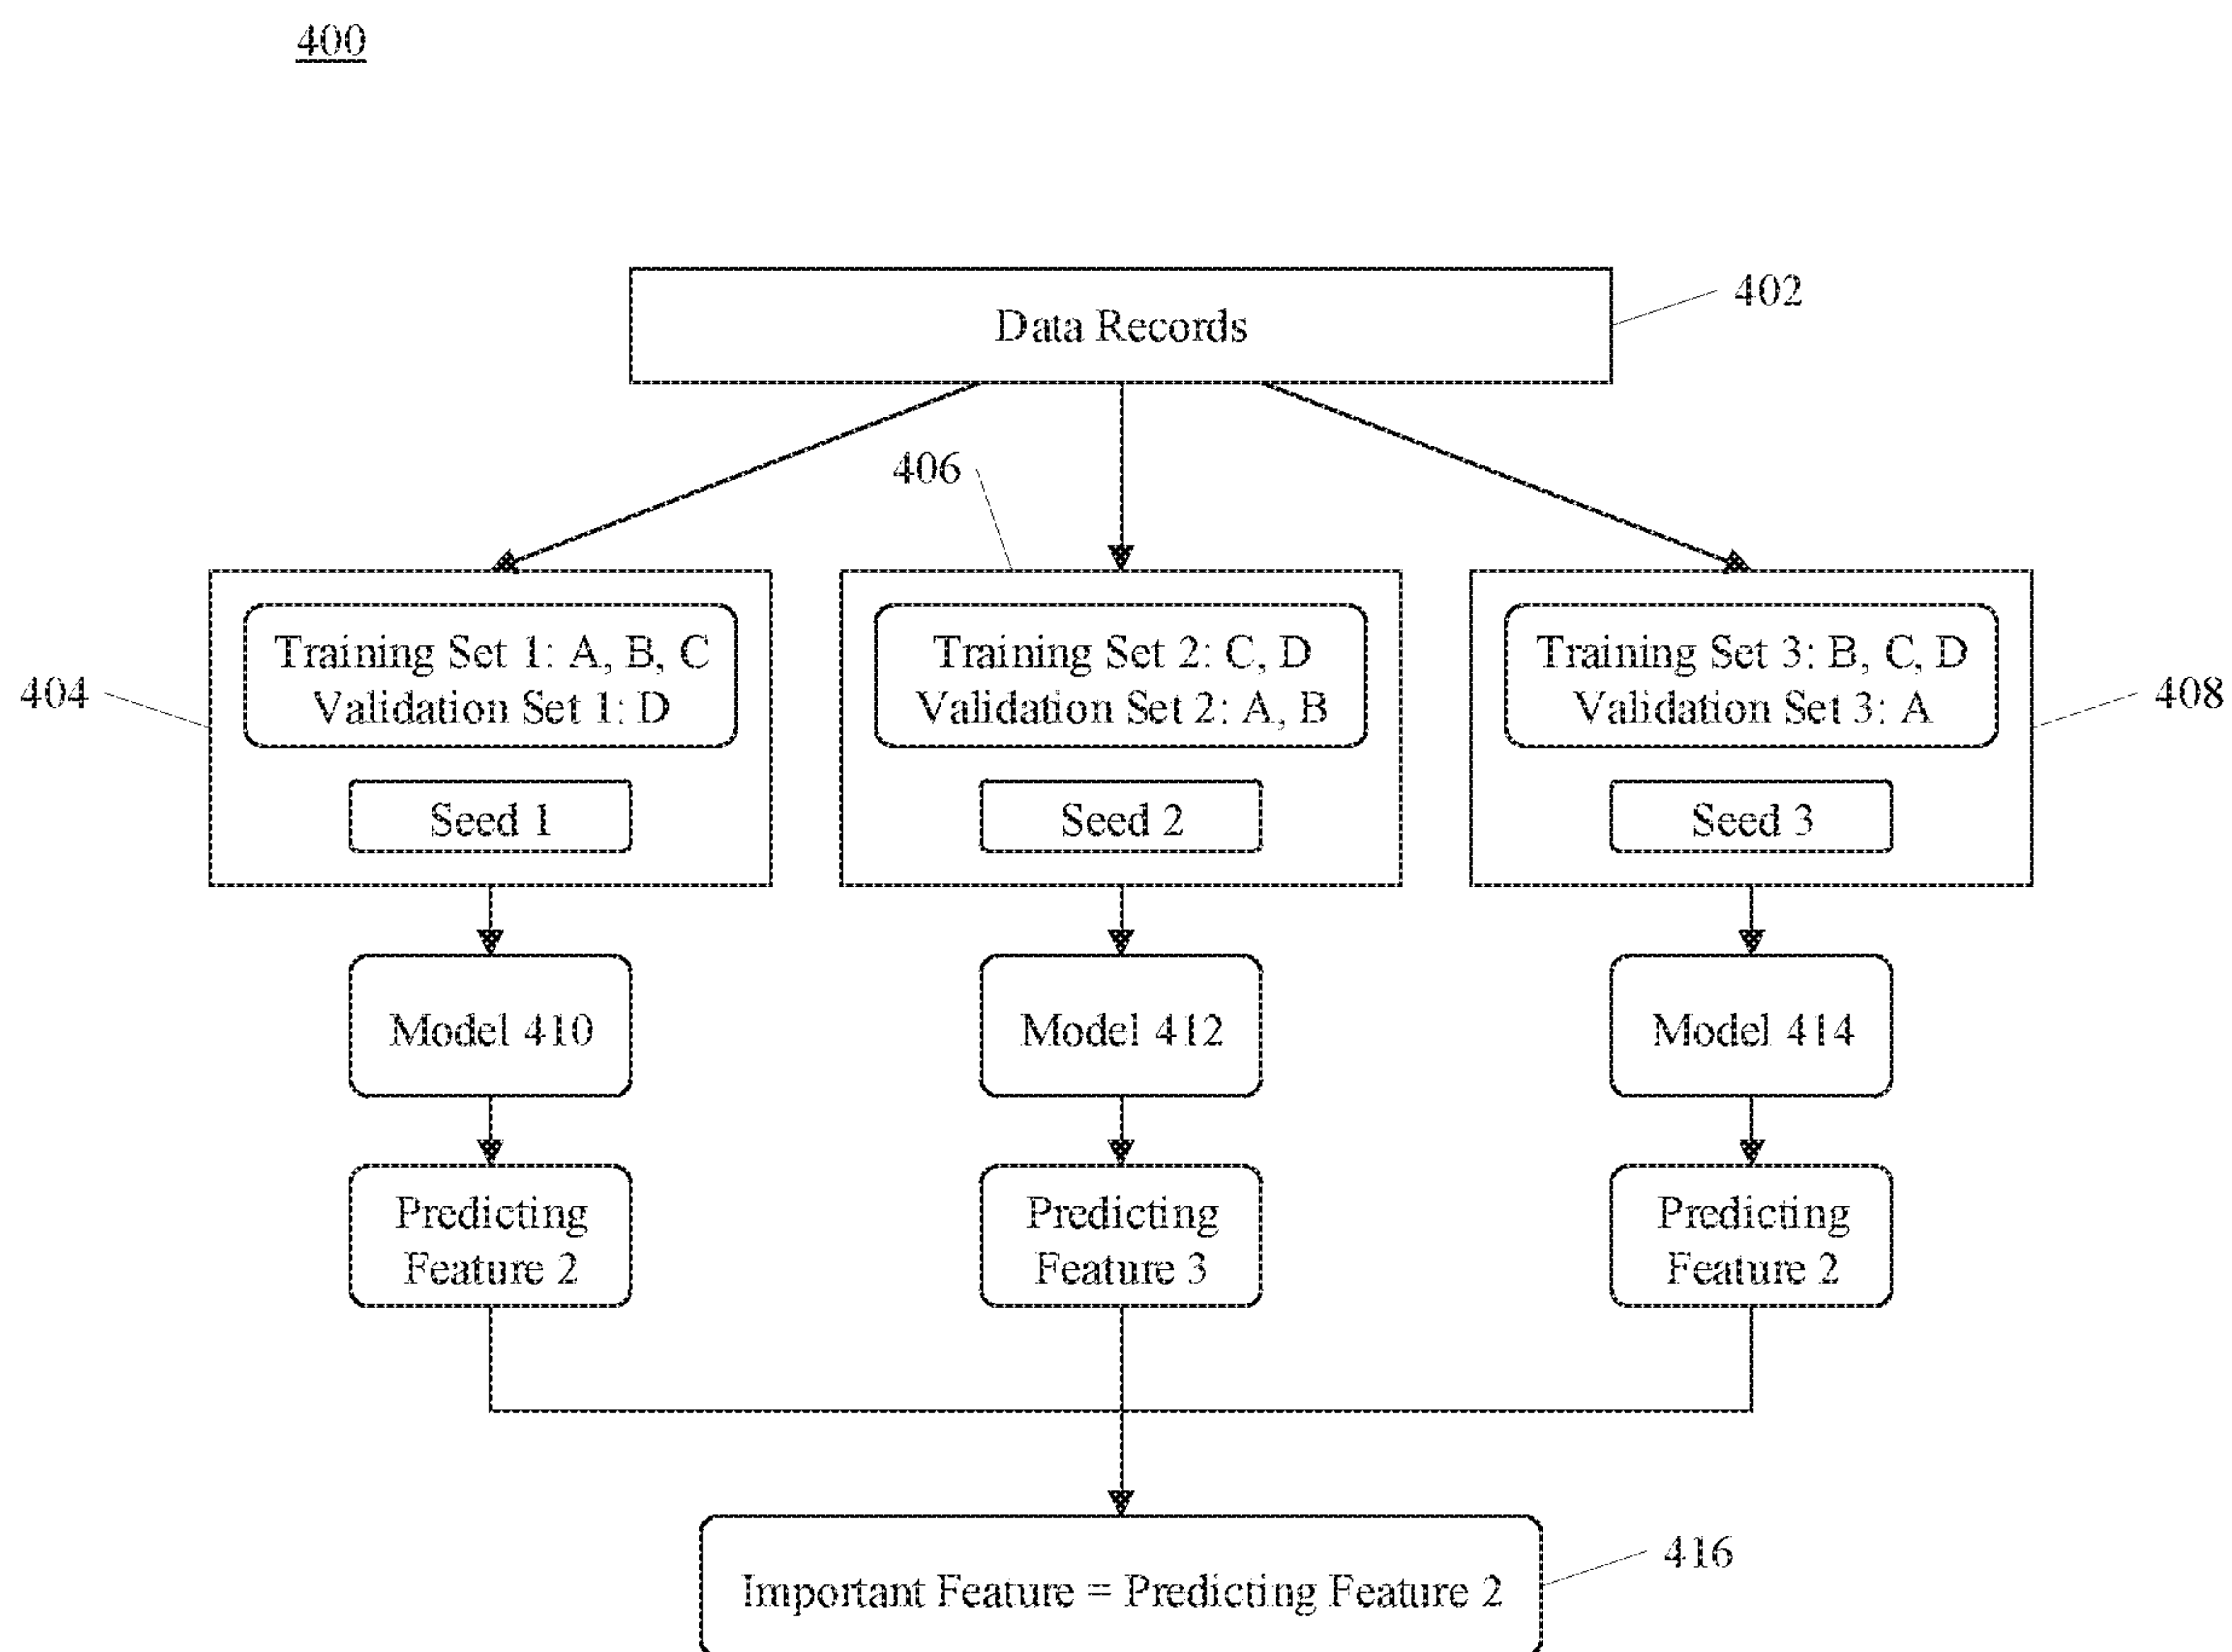 400
Data Records
402
406
Training Set 1: A, B, C
Validation Set 1: D
Training Set 2: C, D
Validation Set 2: A, B
Training Set 3: B, C, D
Validation Set 3: A
404
408
Seed 1
Seed 2
Seed 3
Model 410
Model 412
Model 414
Predicting
Feature 2
Predicting
Feature 3
Predicting
Feature 2
416
Important Feature = Predicting Feature 2